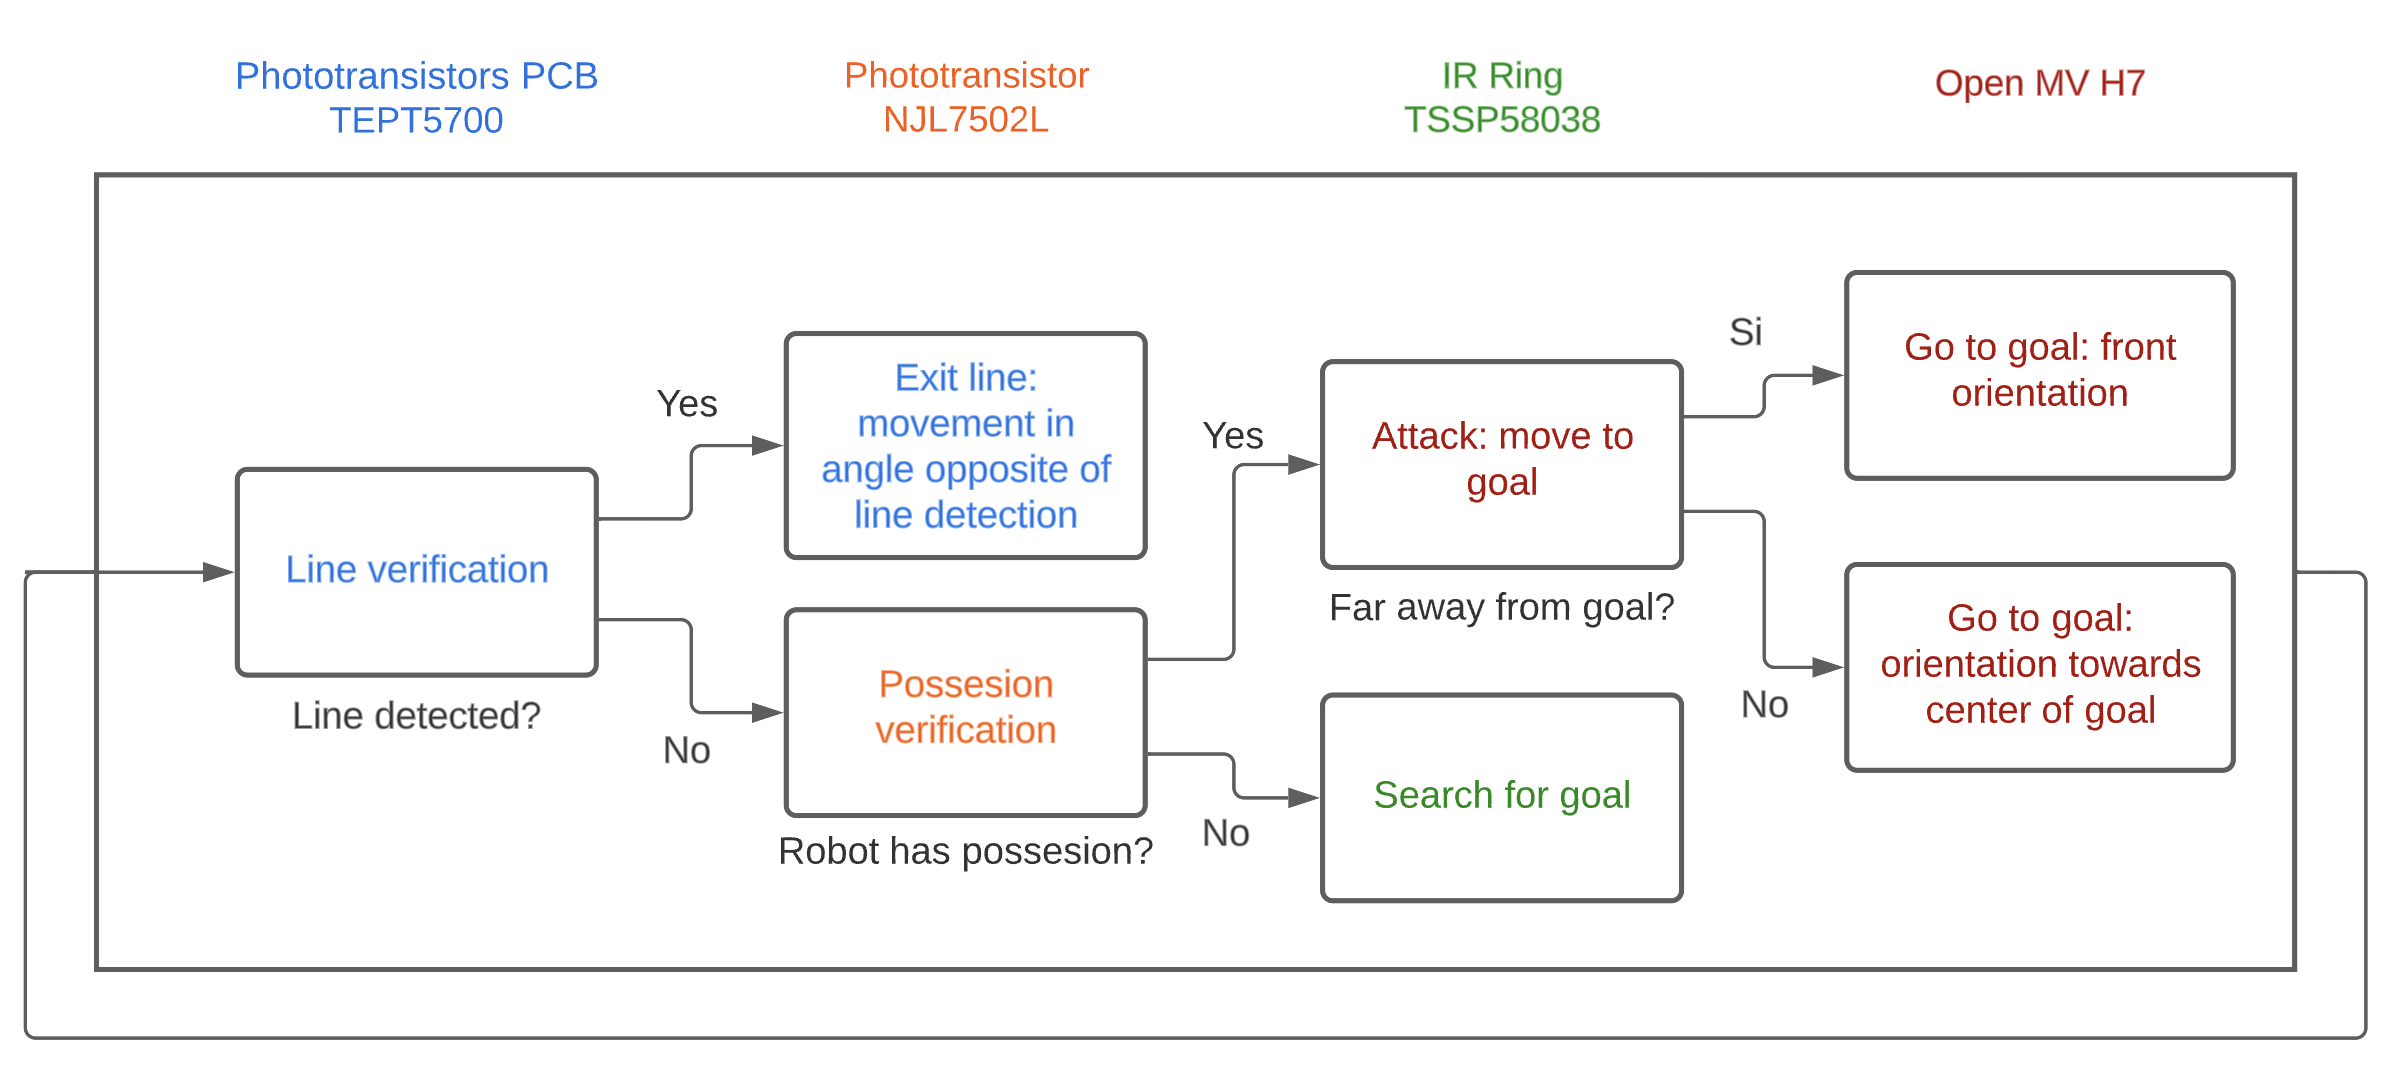 Phototransistors PCB
TEPT5700
Phototransistor
NJL7502L
IR Ring
TSSP58038
Open MV H7
Line verification
Line detected?
Yes
No
Exit line:
movement in
angle opposite of
line detection
Possesion
verification
Robot has possesion?
Yes
No
Attack: move to
goal
Far away from goal?
Search for goal
Si
No
Go to goal: front
orientation
Go to goal:
orientation towards
center of goal